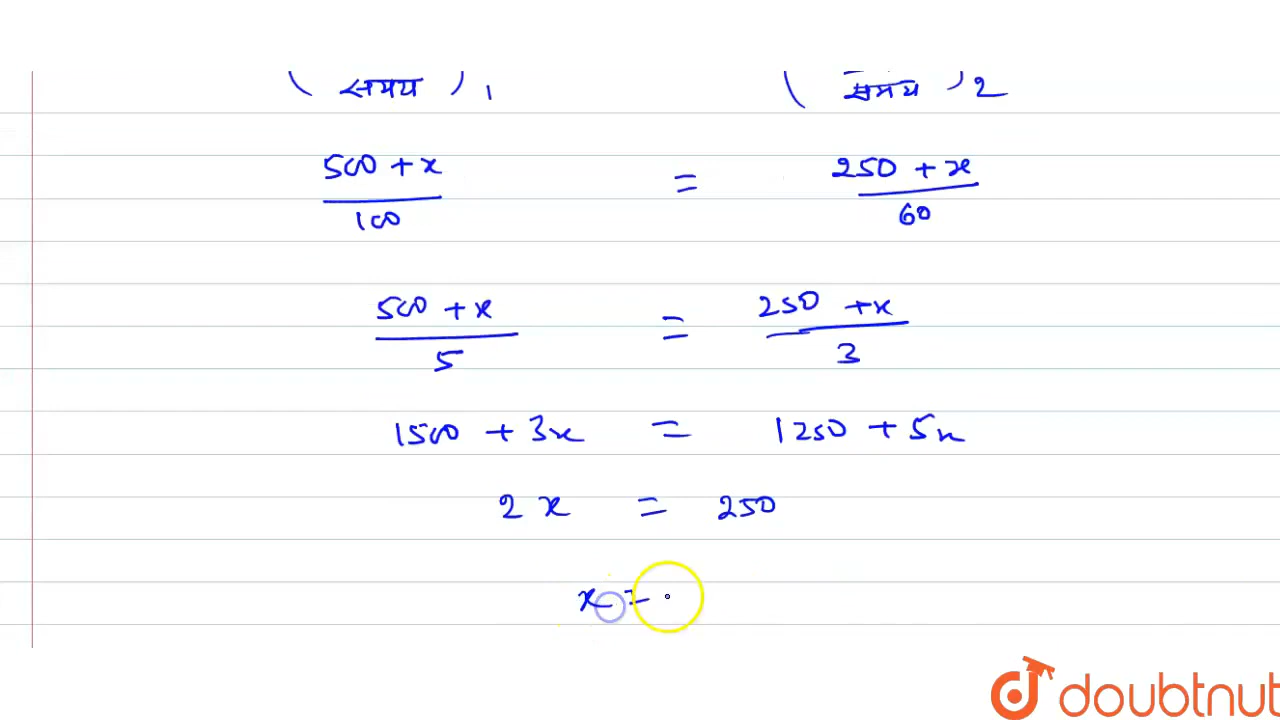 ( समय )₁ ( समय )₂
500 + x / 100 = 250 + x / 60
500 + x / 5 = 250 + x / 3
1500 + 3x = 1250 + 5x
2x = 250
x =
doubtnut